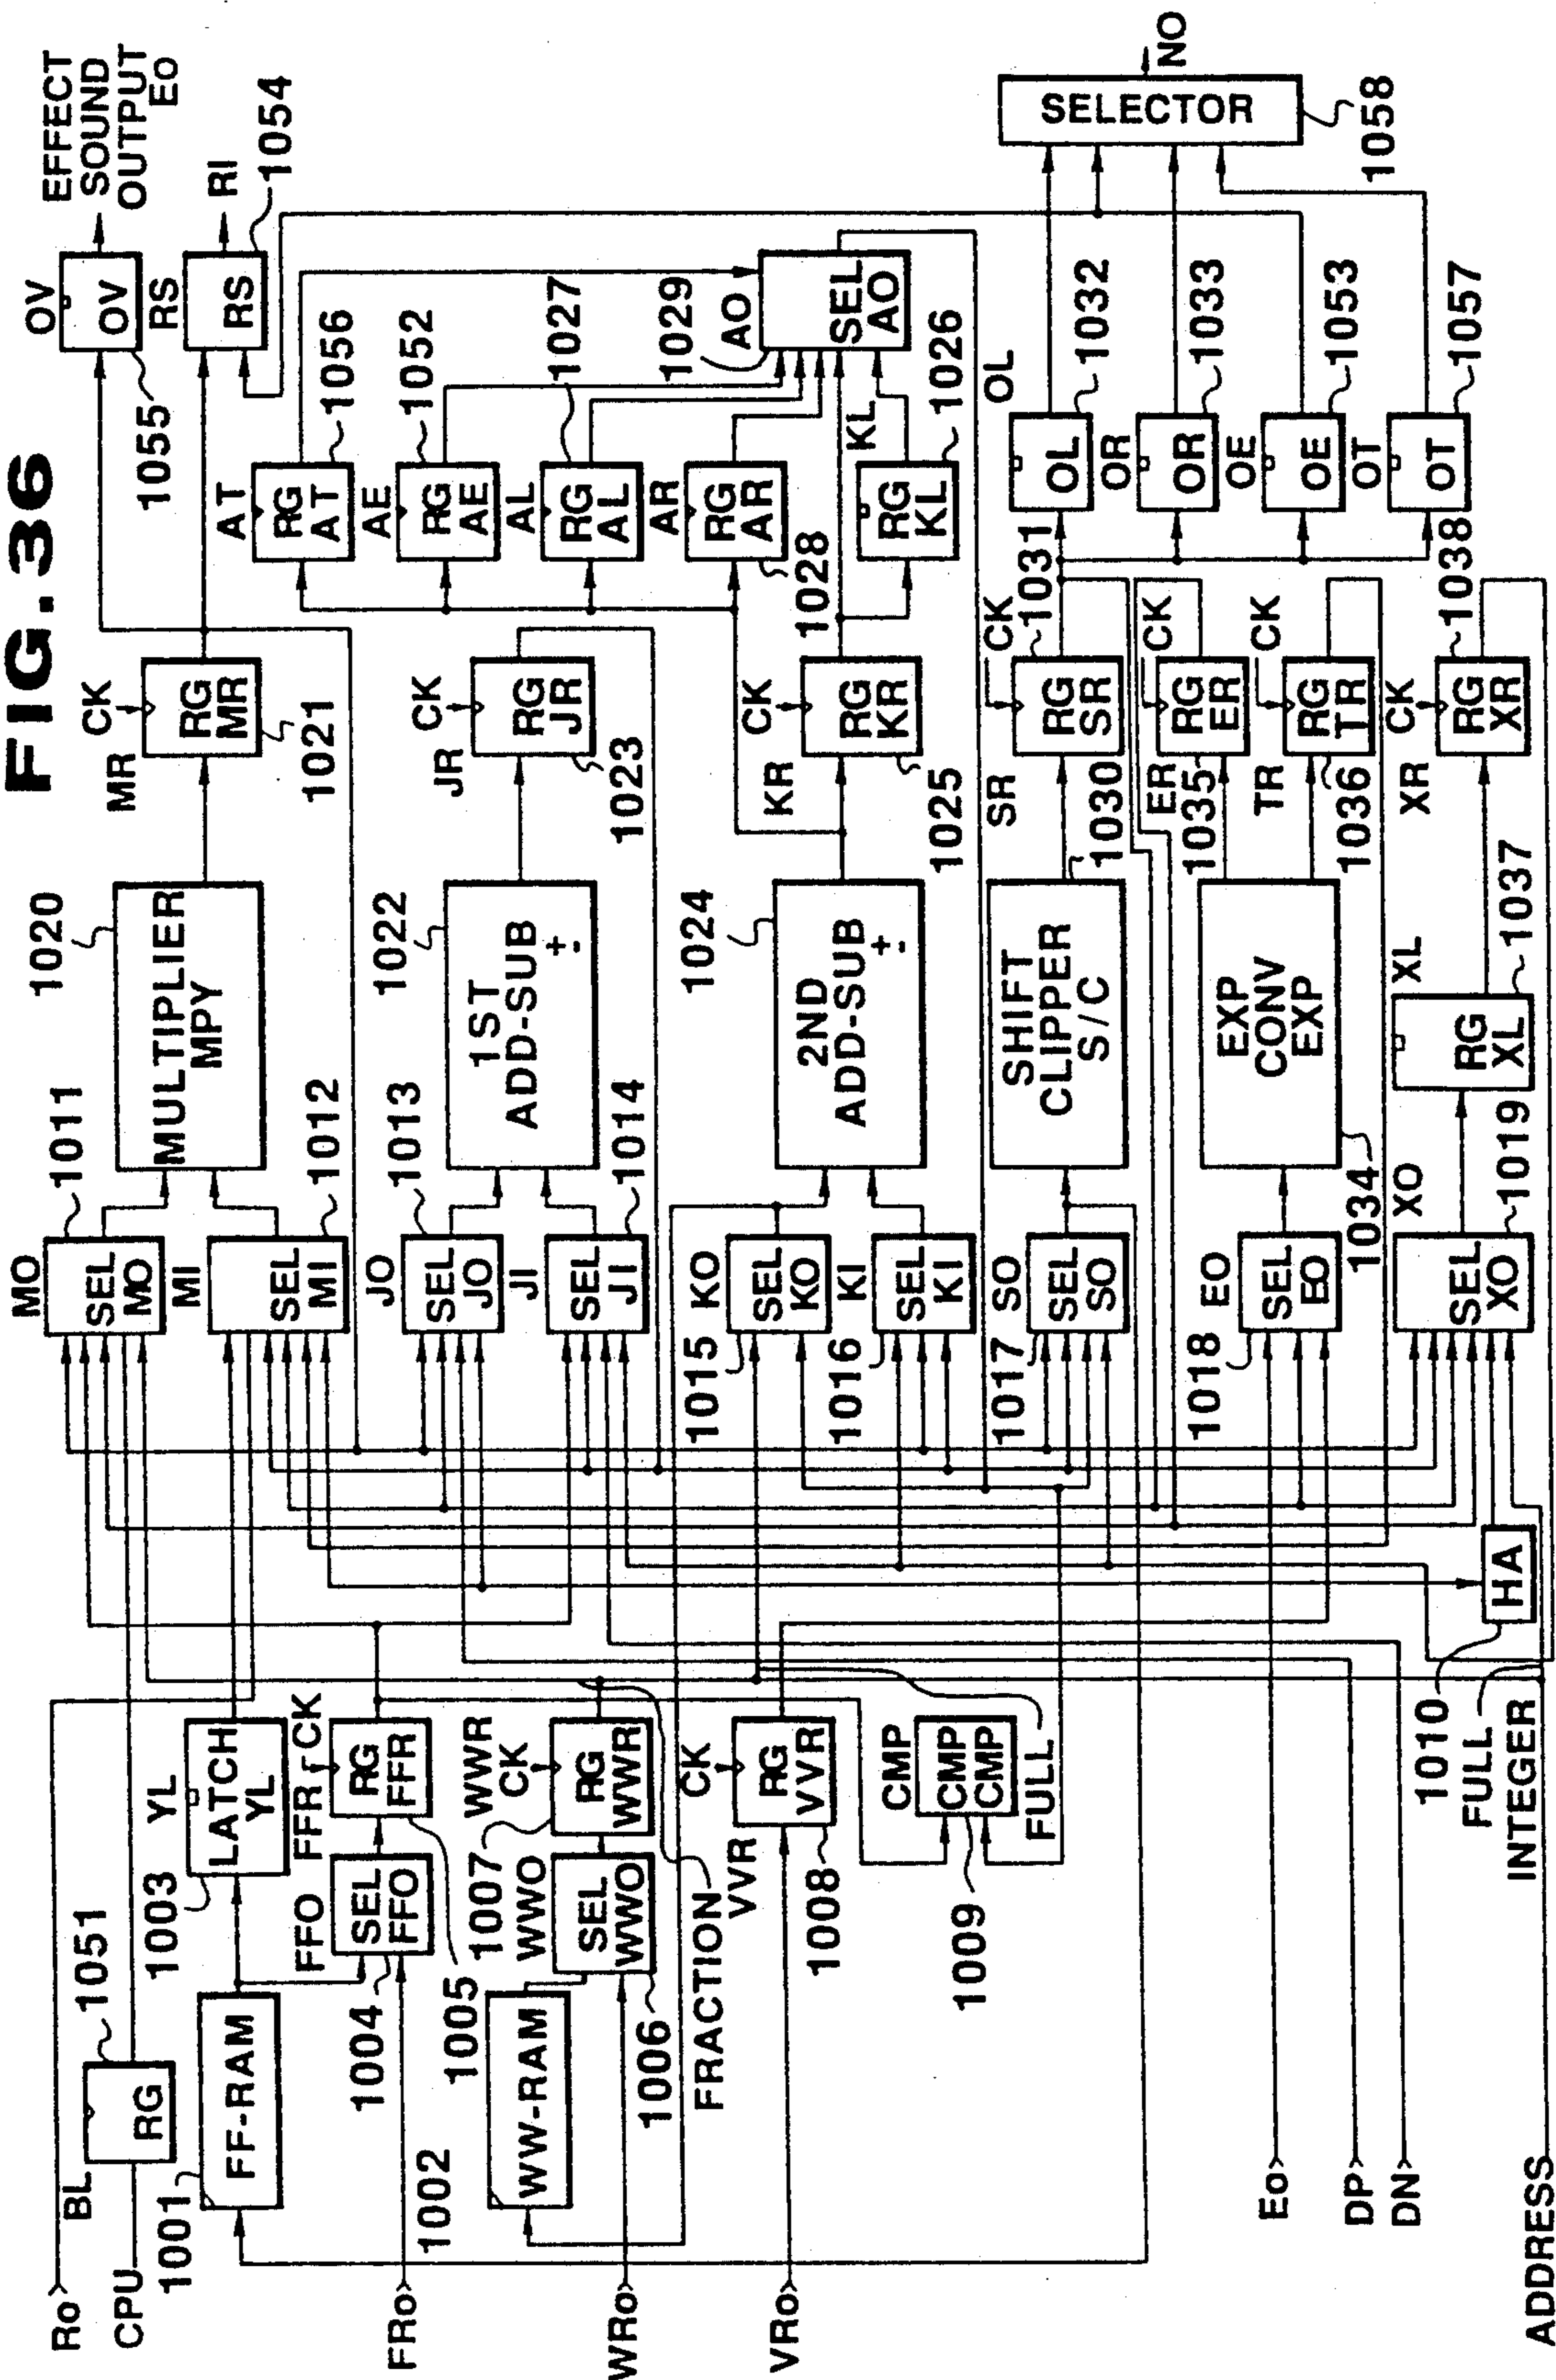 FIG.36
Ro
CPU
BL
RG
1051
1001
FF-RAM
1003
YL
LATCH
YL
FFO
SEL
FFO
1004
FFR
CK
RG
FFR
1005
FRo
1002
WW-RAM
WWO
SEL
WWO
1006
WWR
CK
RG
WWR
1007
WRo
FRACTION
VVR
CK
RG
VVR
1008
VRo
CMP
CMP
CMP
1009
FULL
Eo
DP
DN
ADDRESS
FULL
INTEGER
1010
HA
MO
SEL
MO
1011
MI
SEL
MI
1012
JO
SEL
JO
1013
JI
SEL
JI
1014
KO
SEL
KO
1015
KI
SEL
KI
1016
SO
SEL
SO
1017
EO
SEL
EO
1018
XO
SEL
XO
1019
1020
MULTIPLIER
MPY
1022
1ST
ADD-SUB
+-
1024
2ND
ADD-SUB
+-
SHIFT
CLIPPER
S/C
1030
EXP
CONV
EXP
1034
XL
RG
XL
1037
MR
CK
RG
MR
1021
JR
CK
RG
JR
1023
KR
CK
RG
KR
1025
SR
CK
RG
SR
1031
ER
CK
RG
ER
1035
TR
CK
RG
TR
1036
XR
CK
RG
XR
1038
OV
OV
1055
EFFECT
SOUND
OUTPUT
Eo
RS
RS
RI
1054
AT
RG
AT
1056
AE
RG
AE
1052
AL
RG
AL
1027
AR
RG
AR
1028
KL
RG
KL
1026
AO
SEL
AO
1029
OL
OL
1032
OR
OR
1033
OE
OE
1053
OT
OT
1057
SELECTOR
NO
1058